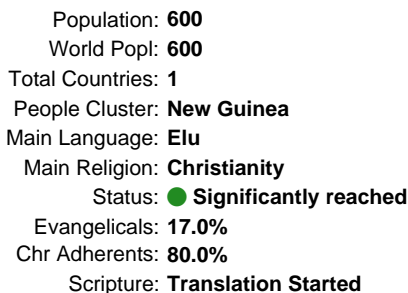 Population: 600
World Popl: 600
Total Countries: 1
People Cluster: New Guinea
Main Language: Elu
Main Religion: Christianity
Status: Significantly reached
Evangelicals: 17.0%
Chr Adherents: 80.0%
Scripture: Translation Started